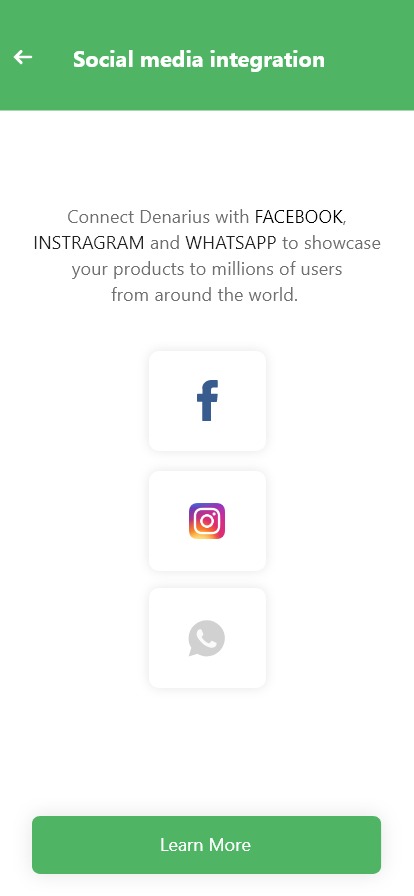 Social media integration
Connect Denarius with FACEBOOK,
INSTRAGRAM and WHATSAPP to showcase
your products to millions of users
from around the world.
Learn More